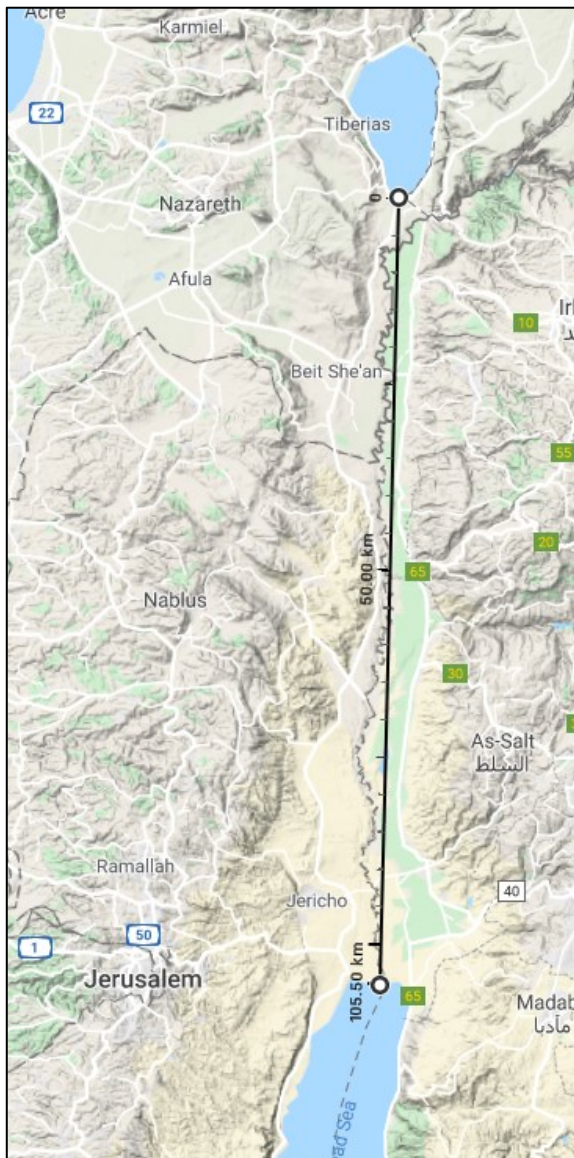 Acre
Karmiel
22
Tiberias
0
Nazareth
Afula
10
Beit She'an
55
20
50.00 km
65
Nablus
30
As-Salt
السلط
Ramallah
40
Jericho
50
1
Jerusalem
105.50 km
65
Madab
مأدبا
ead Sea